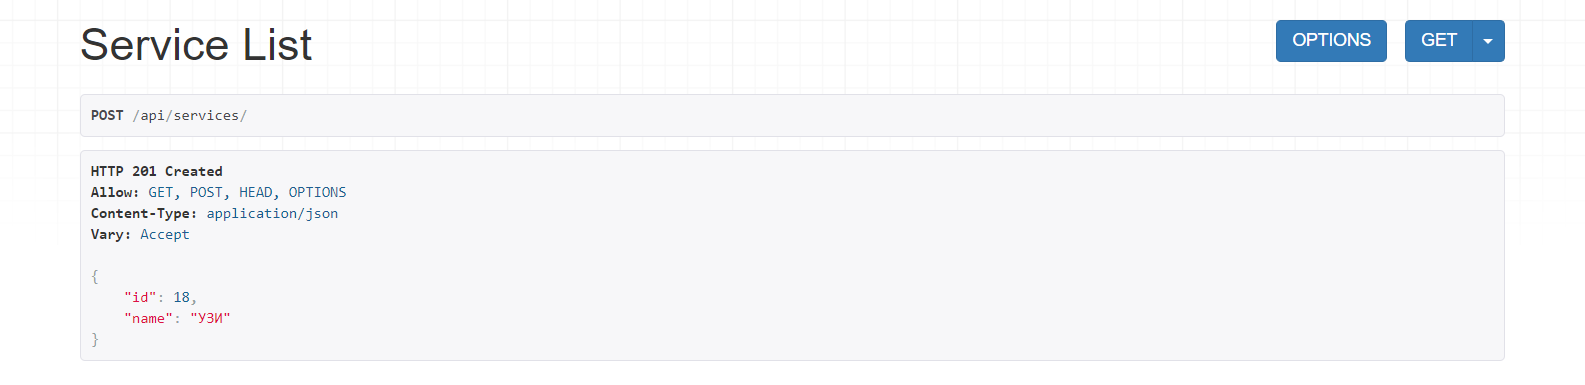 Service List
OPTIONS
GET
POST /api/services/
HTTP 201 Created
Allow: GET, POST, HEAD, OPTIONS
Content-Type: application/json
Vary: Accept
{
    "id": 18,
    "name": "УЗИ"
}